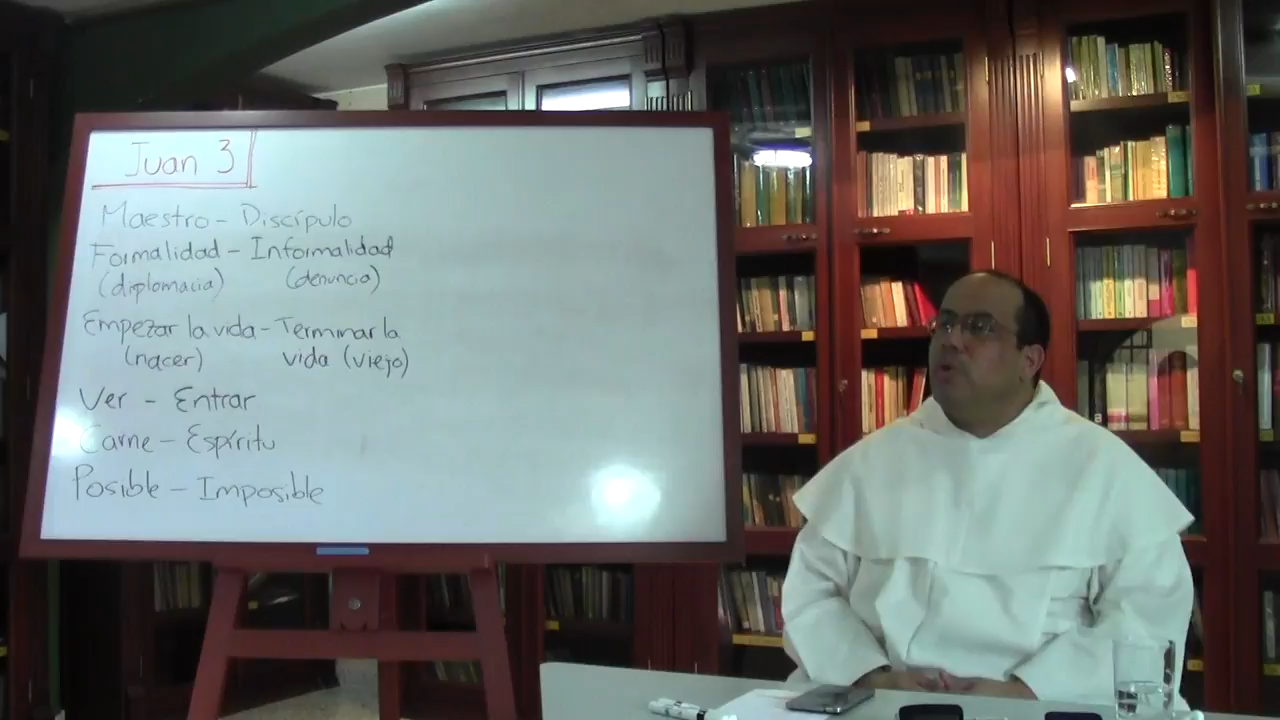 Juan 3
Maestro - Discípulo
Formalidad - Informalidad
(diplomacia) (denuncia)
Empezar la vida - Terminar la
(nacer) vida (viejo)
Ver - Entrar
Carne - Espíritu
Posible - Imposible